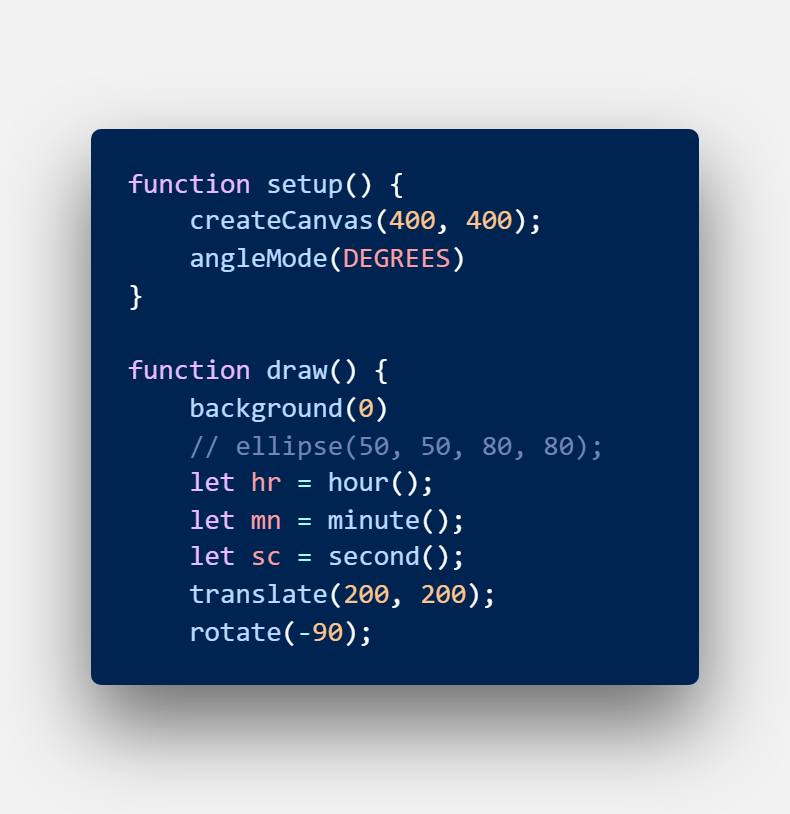 function setup() {
    createCanvas(400, 400);
    angleMode(DEGREES)
}

function draw() {
    background(0)
    // ellipse(50, 50, 80, 80);
    let hr = hour();
    let mn = minute();
    let sc = second();
    translate(200, 200);
    rotate(-90);